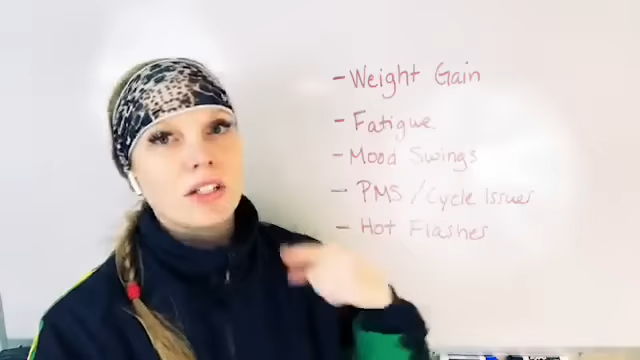 - Weight Gain
- Fatigue
- Mood Swings
- PMS / Cycle Issues
- Hot Flashes